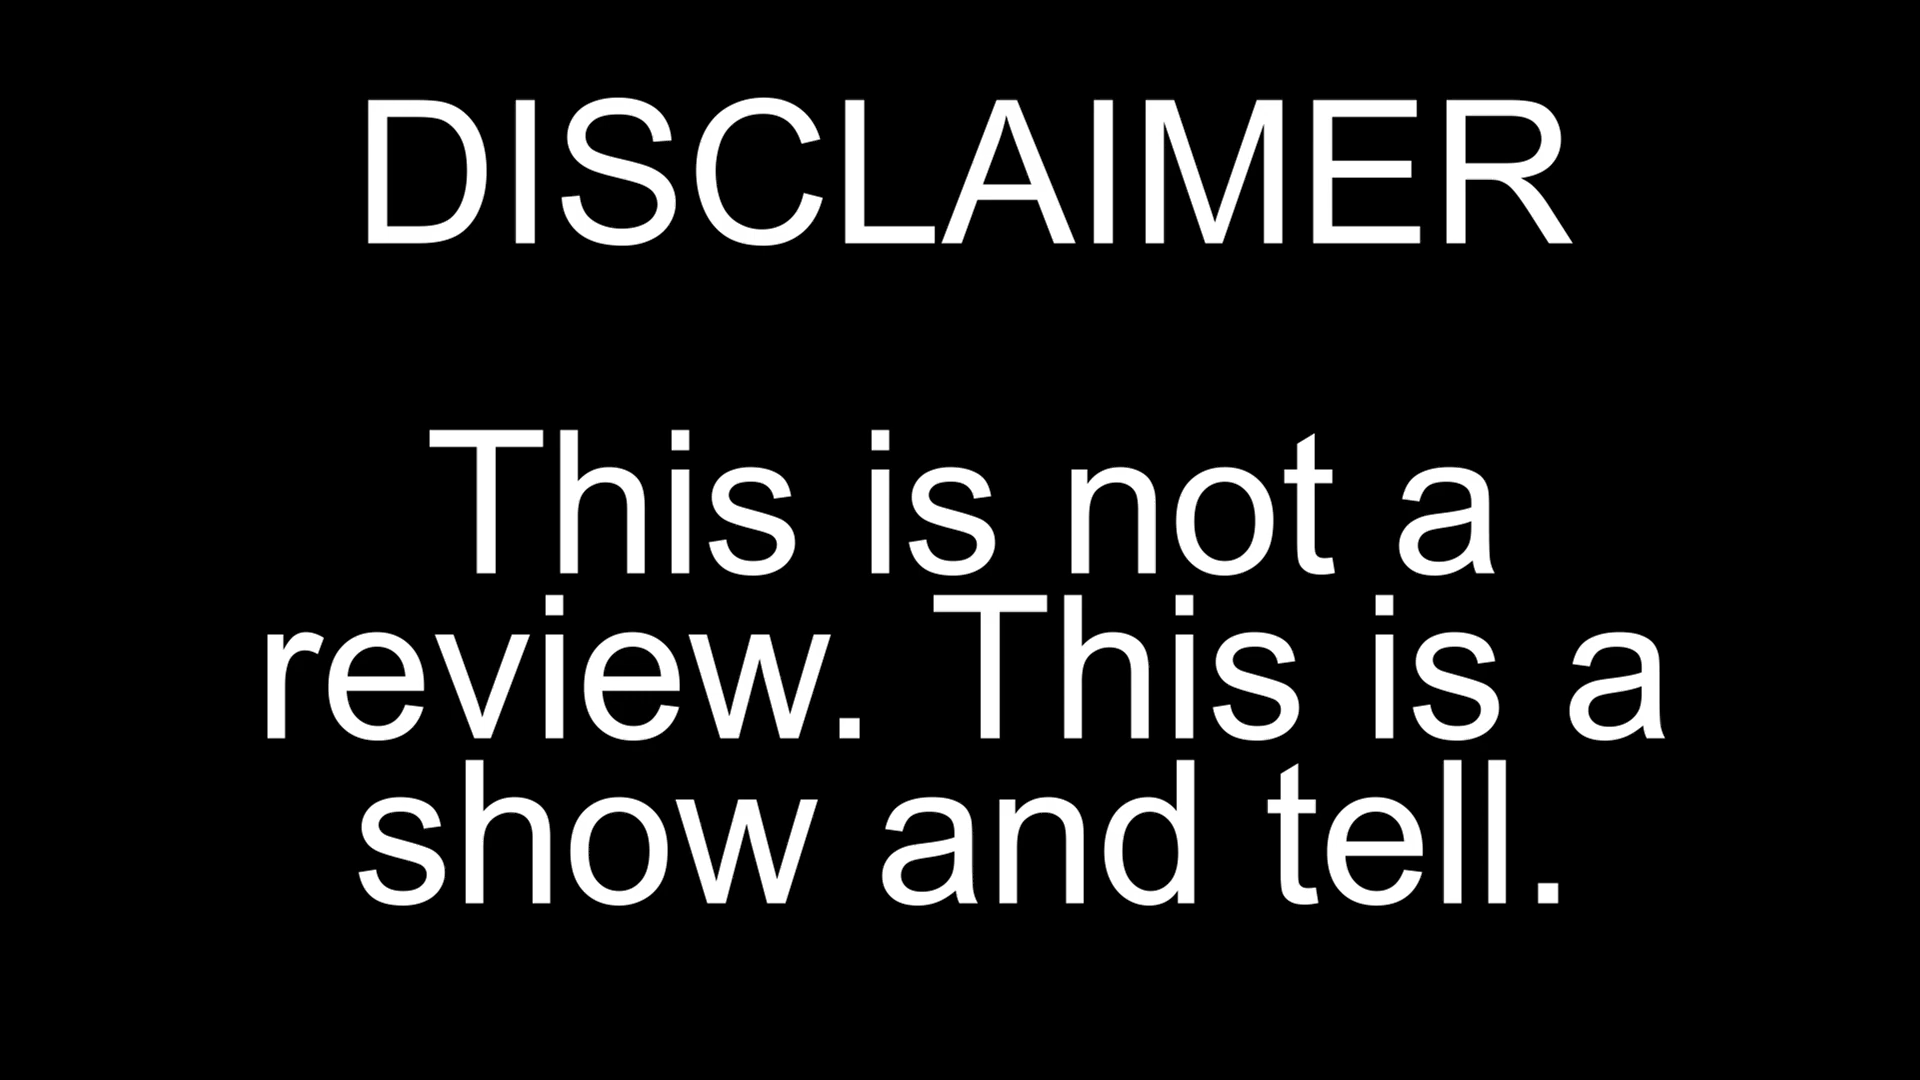 DISCLAIMER
This is not a
review. This is a
show and tell.